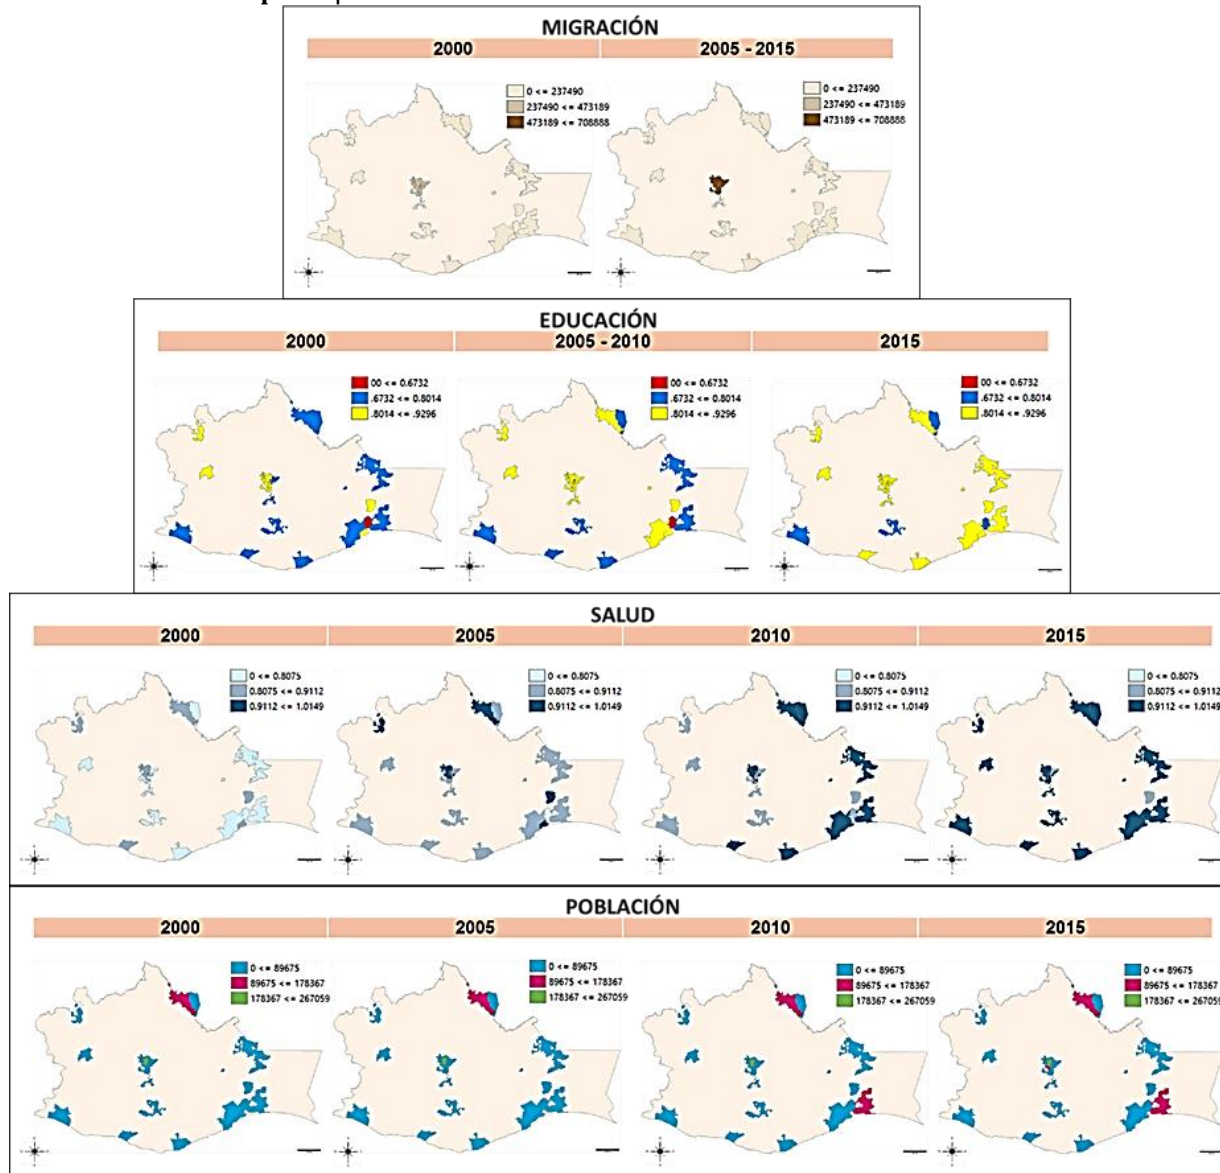 MIGRACIÓN
2000 2005 - 2015
0 <= 237490 0 <= 237490
237490 <= 473189 237490 <= 473189
473189 <= 708888 473189 <= 708888
EDUCACIÓN
2000 2005 - 2010 2015
00 <= 0.6732 00 <= 0.6732 00 <= 0.6732
.6732 <= 0.8014 .6732 <= 0.8014 .6732 <= 0.8014
.8014 <= .9296 .8014 <= .9296 .8014 <= .9296
SALUD
2000 2005 2010 2015
0 <= 0.8075 0 <= 0.8075 0 <= 0.8075 0 <= 0.8075
0.8075 <= 0.9112 0.8075 <= 0.9112 0.8075 <= 0.9112 0.8075 <= 0.9112
0.9112 <= 1.0149 0.9112 <= 1.0149 0.9112 <= 1.0149 0.9112 <= 1.0149
POBLACIÓN
2000 2005 2010 2015
0 <= 89675 0 <= 89675 0 <= 89675 0 <= 89675
89675 <= 178367 89675 <= 178367 89675 <= 178367 89675 <= 178367
178367 <= 267059 178367 <= 267059 178367 <= 267059 178367 <= 267059